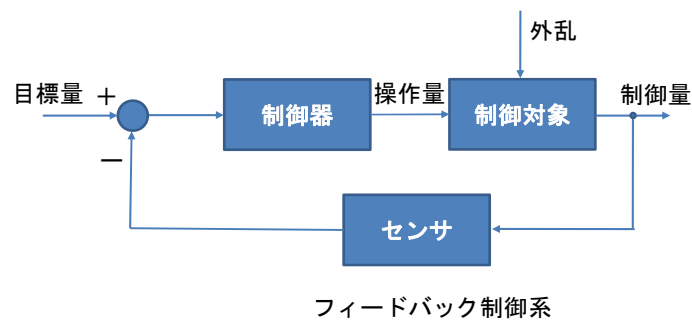 外乱
目標量
＋
制御器
操作量
制御対象
制御量
－
センサ
フィードバック制御系